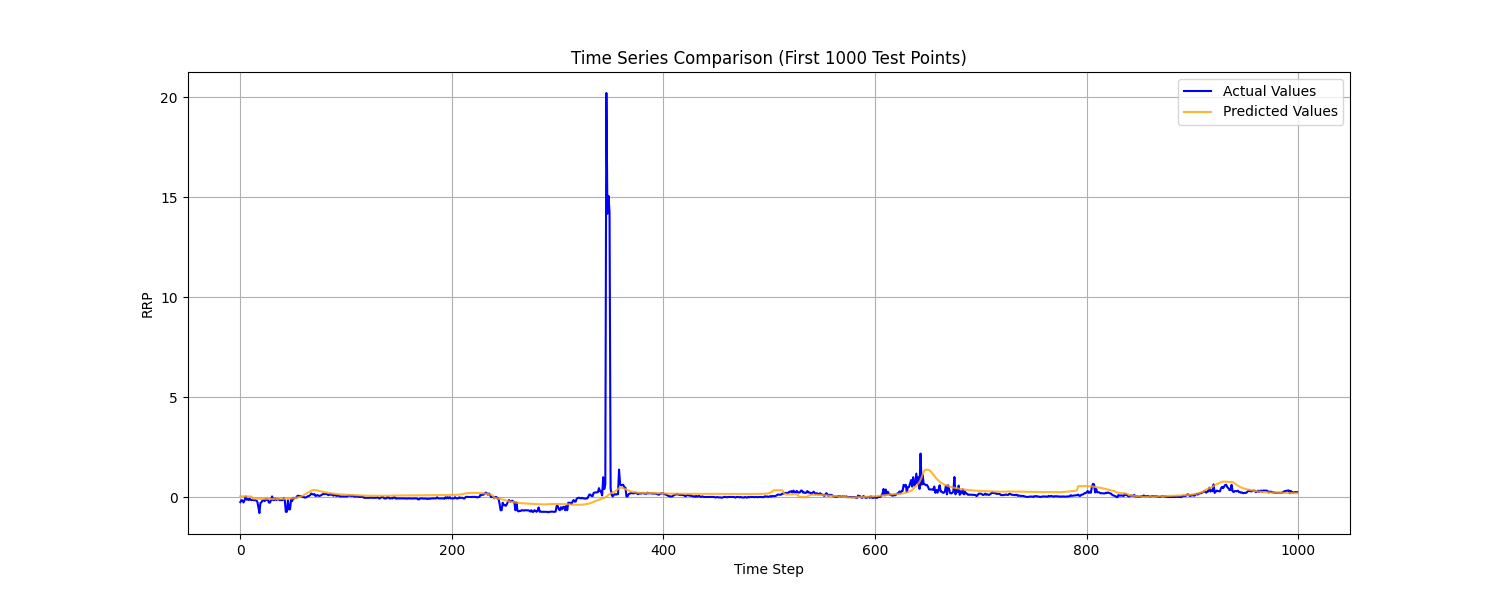 Time Series Comparison (First 1000 Test Points)
Actual Values
Predicted Values
RRP
20
15
10
5
0
0 200 400 600 800 1000
Time Step